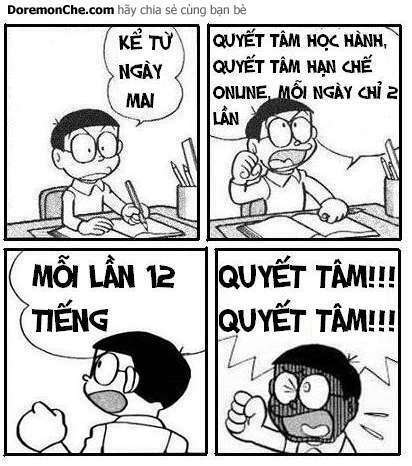 DoremonChe.com hãy chia sẻ cùng bạn bè
KỂ TỪ
NGÀY
MAI
QUYẾT TÂM HỌC HÀNH,
QUYẾT TÂM HẠN CHẾ
ONLINE, MỖI NGÀY CHỈ 2
LẦN
MỖI LẦN 12
TIẾNG
QUYẾT TÂM!!!
QUYẾT TÂM!!!